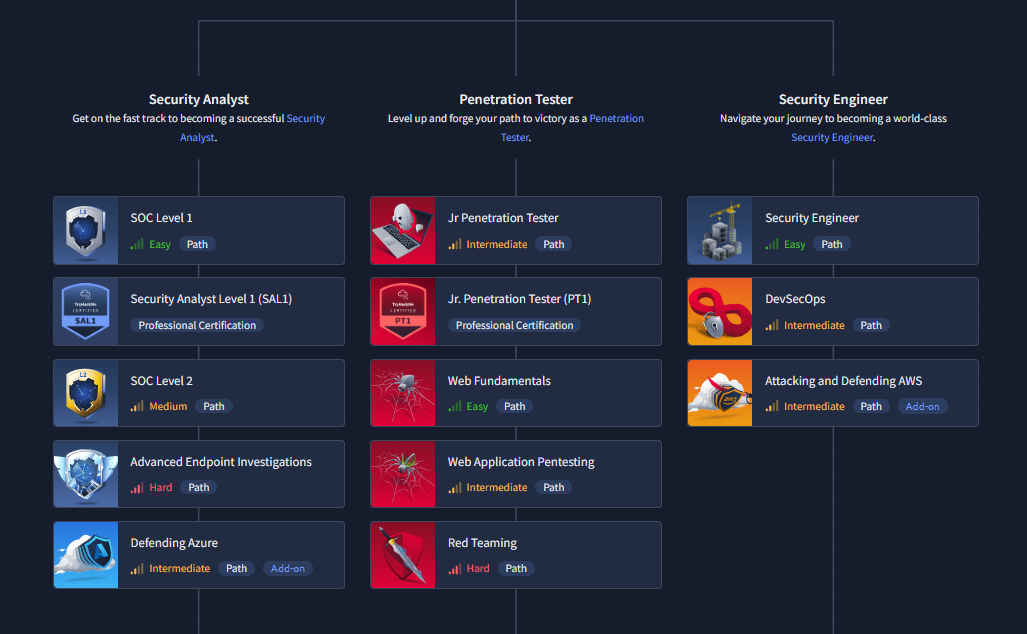 Security Analyst
Get on the fast track to becoming a successful Security
Analyst.
SOC Level 1
Easy Path
TryHackMe
CERTIFIED
SAL1
Security Analyst Level 1 (SAL1)
Professional Certification
L2
SOC Level 2
Medium Path
Advanced Endpoint Investigations
Hard Path
A
Defending Azure
Intermediate Path Add-on
Penetration Tester
Level up and forge your path to victory as a Penetration
Tester.
Jr Penetration Tester
Intermediate Path
TryHackMe
CERTIFIED
PT1
Jr. Penetration Tester (PT1)
Professional Certification
Web Fundamentals
Easy Path
Web Application Pentesting
Intermediate Path
Red Teaming
Hard Path
Security Engineer
Navigate your journey to becoming a world-class
Security Engineer.
Security Engineer
Easy Path
DevSecOps
Intermediate Path
aws
Attacking and Defending AWS
Intermediate Path Add-on